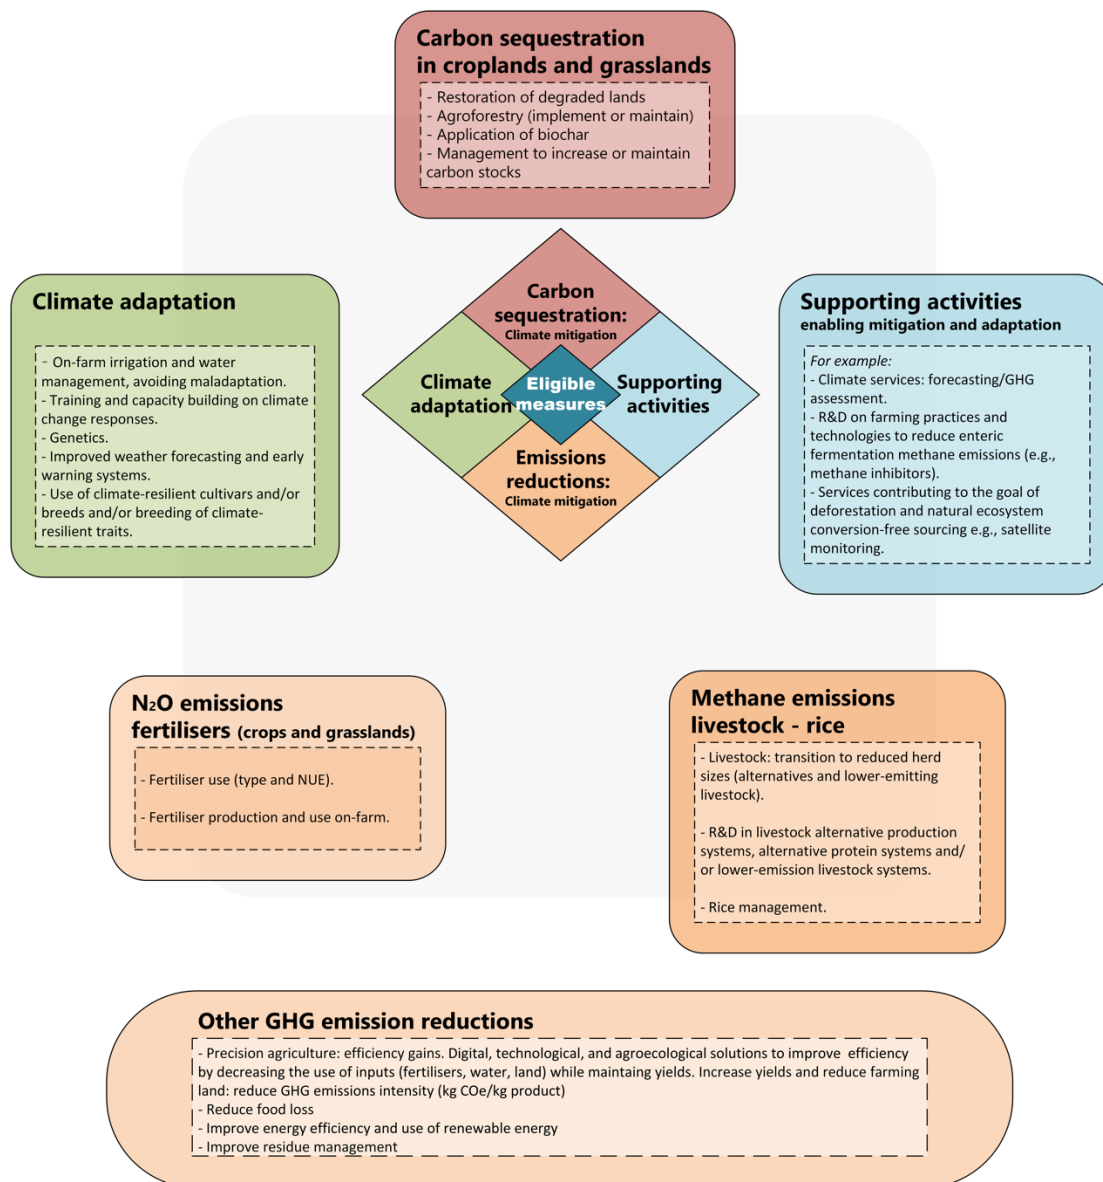 Carbon sequestration
in croplands and grasslands
- Restoration of degraded lands
- Agroforestry (implement or maintain)
- Application of biochar
- Management to increase or maintain
carbon stocks
Climate adaptation
- On-farm irrigation and water
management, avoiding maladaptation.
- Training and capacity building on climate
change responses.
- Genetics.
- Improved weather forecasting and early
warning systems.
- Use of climate-resilient cultivars and/or
breeds and/or breeding of climate-
resilient traits.
Carbon
sequestration:
Climate mitigation
Climate
adaptation
Eligible
measures
Supporting
activities
Emissions
reductions:
Climate mitigation
Supporting activities
enabling mitigation and adaptation
For example:
- Climate services: forecasting/GHG
assessment.
- R&D on farming practices and
technologies to reduce enteric
fermentation methane emissions (e.g.,
methane inhibitors).
- Services contributing to the goal of
deforestation and natural ecosystem
conversion-free sourcing e.g., satellite
monitoring.
N₂O emissions
fertilisers (crops and grasslands)
- Fertiliser use (type and NUE).
- Fertiliser production and use on-farm.
Methane emissions
livestock - rice
- Livestock: transition to reduced herd
sizes (alternatives and lower-emitting
livestock).
- R&D in livestock alternative production
systems, alternative protein systems and/
or lower-emission livestock systems.
- Rice management.
Other GHG emission reductions
- Precision agriculture: efficiency gains. Digital, technological, and agroecological solutions to improve efficiency
by decreasing the use of inputs (fertilisers, water, land) while maintaing yields. Increase yields and reduce farming
land: reduce GHG emissions intensity (kg COe/kg product)
- Reduce food loss
- Improve energy efficiency and use of renewable energy
- Improve residue management